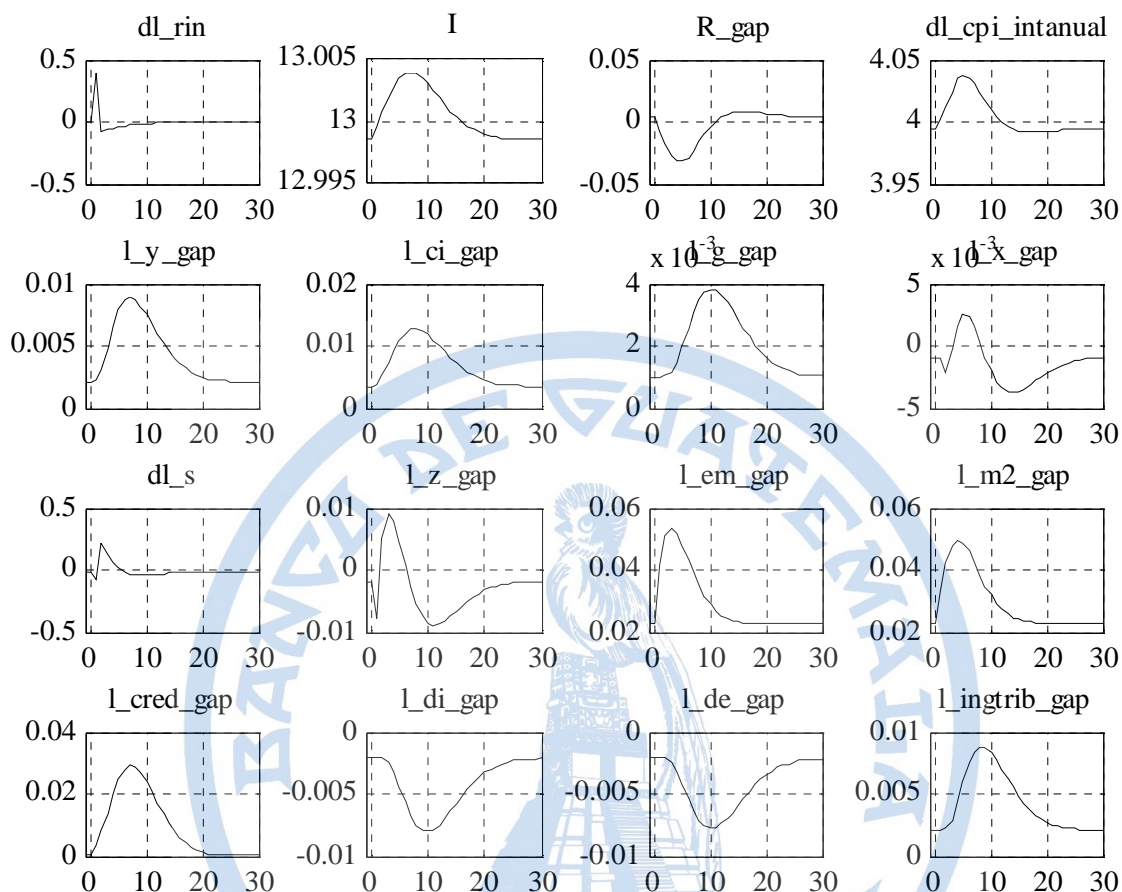 dl_rin I R_gap dl_cpi_intanual
0.5 13.005 0.05 4.05
0 13 0 4
-0.5 12.995 -0.05 3.95
0 10 20 30 0 10 20 30 0 10 20 30 0 10 20 30
l_y_gap l_ci_gap x 10-3 l_g_gap x 10-3 l_x_gap
0.01 0.02 4 5
0.005 0.01 2 0
0 0 0 -5
0 10 20 30 0 10 20 30 0 10 20 30 0 10 20 30
dl_s l_z_gap l_em_gap l_m2_gap
0.5 0.01 0.06 0.06
0 0 0.04 0.04
-0.5 -0.01 0.02 0.02
0 10 20 30 0 10 20 30 0 10 20 30 0 10 20 30
l_cred_gap l_di_gap l_de_gap l_ingtrib_gap
0.04 0 0 0.01
0.02 -0.005 -0.005 0.005
0 -0.01 -0.01 0
0 10 20 30 0 10 20 30 0 10 20 30 0 10 20 30
BANCA DE GUATEMALA